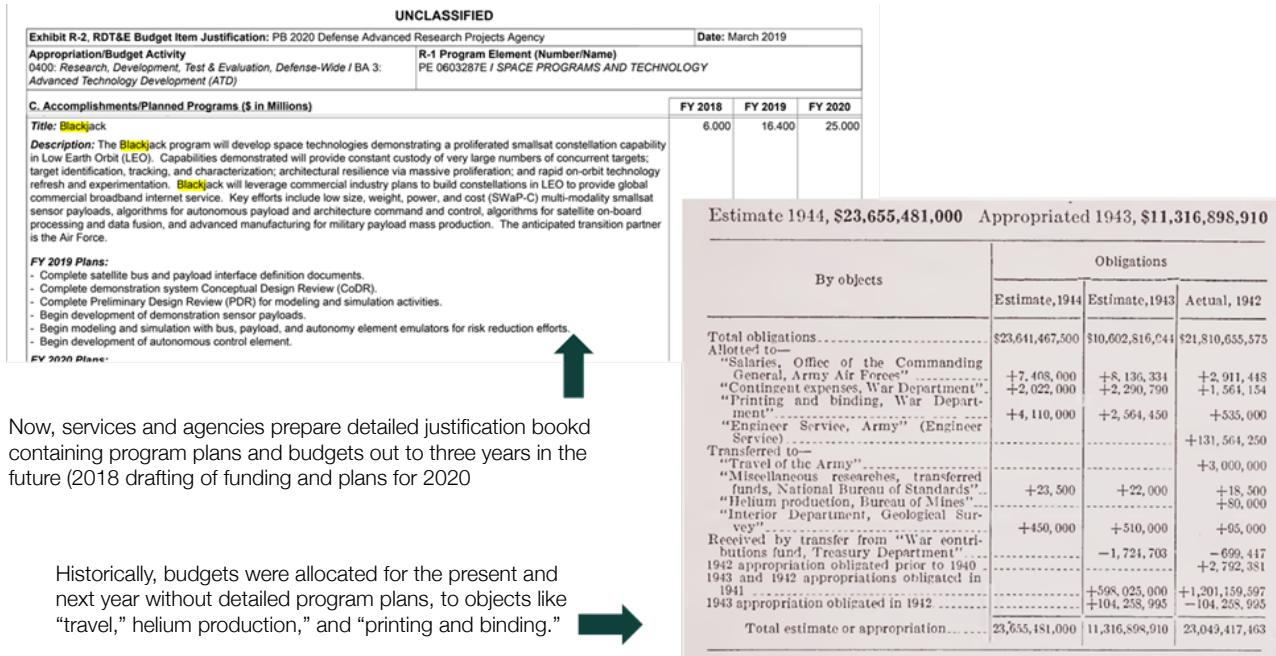 UNCLASSIFIED
Exhibit R-2, RDT&E Budget Item Justification: PB 2020 Defense Advanced Research Projects Agency Date: March 2019
Appropriation/Budget Activity
0400: Research, Development, Test & Evaluation, Defense-Wide / BA 3:
Advanced Technology Development (ATD)
R-1 Program Element (Number/Name)
PE 0603287E / SPACE PROGRAMS AND TECHNOLOGY
C. Accomplishments/Planned Programs ($ in Millions) FY 2018 FY 2019 FY 2020
Title: Blackjack 6.000 16.400 25.000
Description: The Blackjack program will develop space technologies demonstrating a proliferated smallsat constellation capability
in Low Earth Orbit (LEO). Capabilities demonstrated will provide constant custody of very large numbers of concurrent targets;
target identification, tracking, and characterization; architectural resilience via massive proliferation; and rapid on-orbit technology
refresh and experimentation. Blackjack will leverage commercial industry plans to build constellations in LEO to provide global
commercial broadband internet service. Key efforts include low size, weight, power, and cost (SWaP-C) multi-modality smallsat
sensor payloads, algorithms for autonomous payload and architecture command and control, algorithms for satellite on-board
processing and data fusion, and advanced manufacturing for military payload mass production. The anticipated transition partner
is the Air Force.
FY 2019 Plans:
- Complete satellite bus and payload interface definition documents.
- Complete demonstration system Conceptual Design Review (CoDR).
- Complete Preliminary Design Review (PDR) for modeling and simulation activities.
- Begin development of demonstration sensor payloads.
- Begin modeling and simulation with bus, payload, and autonomy element emulators for risk reduction efforts.
- Begin development of autonomous control element.
FY 2020 Plans:
Now, services and agencies prepare detailed justification bookd
containing program plans and budgets out to three years in the
future (2018 drafting of funding and plans for 2020
Historically, budgets were allocated for the present and
next year without detailed program plans, to objects like
“travel,” helium production,” and “printing and binding.”
Estimate 1944, $23,655,481,000 Appropriated 1943, $11,316,898,910
By objects
Obligations
Estimate, 1944 Estimate, 1943 Actual, 1942
Total obligations $23,641,467,500 $10,602,816,044 $21,810,655,575
Allotted to—
"Salaries, Office of the Commanding
General, Army Air Forces" +7,408,000 +8,136,334 +2,911,448
"Contingent expenses, War Department" +2,022,000 +2,290,790 +1,564,154
"Printing and binding, War Depart-
ment" +4,110,000 +2,564,450 +535,000
"Engineer Service, Army" (Engineer
Service) +131,564,250
Transferred to—
"Travel of the Army" +3,000,000
"Miscellaneous researches, transferred
funds, National Bureau of Standards" +23,500 +22,000 +18,500
"Helium production, Bureau of Mines" +80,000
"Interior Department, Geological Sur-
vey" +450,000 +510,000 +95,000
Received by transfer from "War contri-
butions fund, Treasury Department" -1,724,703 -699,447
1942 appropriation obligated prior to 1940 +2,792,381
1943 and 1942 appropriations obligated in
1941 +598,025,000 +1,201,159,597
1943 appropriation obligated in 1942 +104,258,995 -104,258,995
Total estimate or appropriation 23,655,481,000 11,316,898,910 23,049,417,463